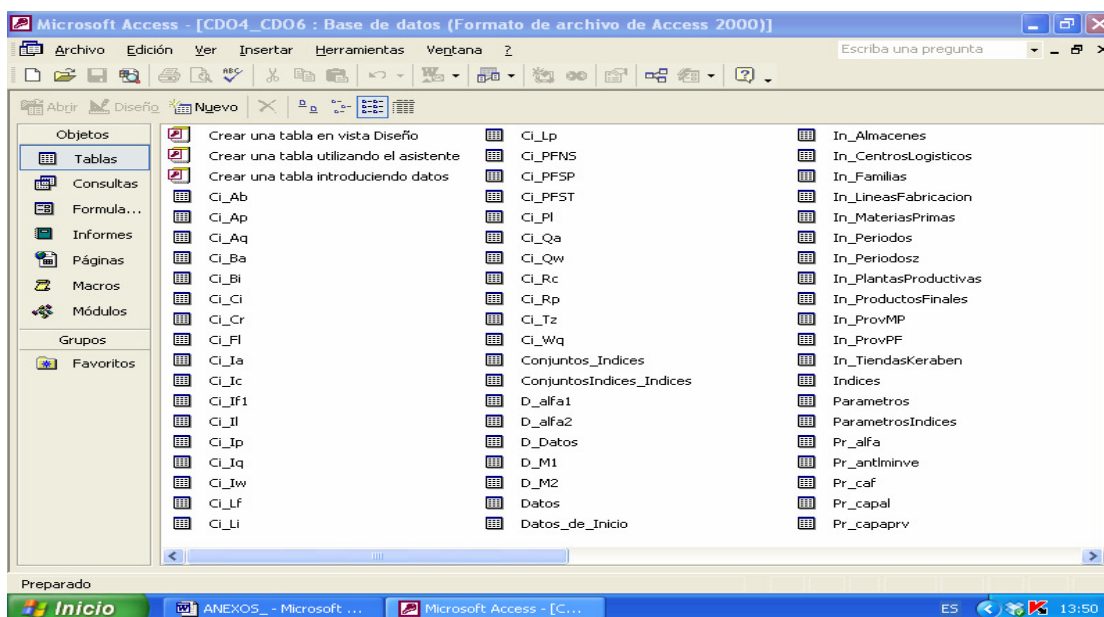 Microsoft Access - [CDO4_CDO6 : Base de datos (Formato de archivo de Access 2000)]
Archivo Edición Ver Insertar Herramientas Ventana ? Escriba una pregunta
Abrir Diseño Nuevo
Objetos
Tablas
Consultas
Formula...
Informes
Páginas
Macros
Módulos
Grupos
Favoritos
Crear una tabla en vista Diseño
Crear una tabla utilizando el asistente
Crear una tabla introduciendo datos
Ci_Ab
Ci_Ap
Ci_Aq
Ci_Ba
Ci_Bi
Ci_Ci
Ci_Cr
Ci_Fl
Ci_Ia
Ci_Ic
Ci_If1
Ci_Il
Ci_Ip
Ci_Iq
Ci_Iw
Ci_Lf
Ci_Li
Ci_Lp
Ci_PFNS
Ci_PFSP
Ci_PFST
Ci_Pl
Ci_Qa
Ci_Qw
Ci_Rc
Ci_Rp
Ci_Tz
Ci_Wq
Conjuntos_Indices
ConjuntosIndices_Indices
D_alfa1
D_alfa2
D_Datos
D_M1
D_M2
Datos
Datos_de_Inicio
In_Almacenes
In_CentrosLogisticos
In_Familias
In_LineasFabricacion
In_MateriasPrimas
In_Periodos
In_Periodosz
In_PlantasProductivas
In_ProductosFinales
In_ProvMP
In_ProvPF
In_TiendasKeraben
Indices
Parametros
ParametrosIndices
Pr_alfa
Pr_antlminve
Pr_caf
Pr_capal
Pr_capaprv
Preparado
Inicio ANEXOS_ - Microsoft ... Microsoft Access - [C... ES 13:50